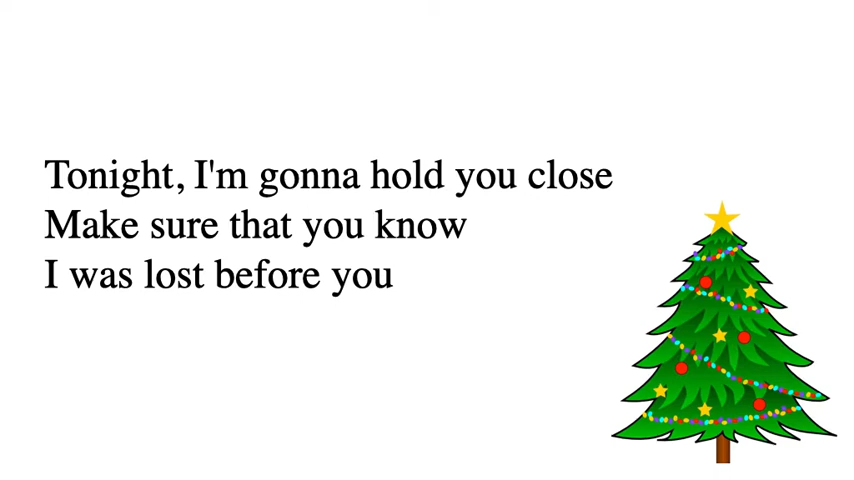 Tonight, I'm gonna hold you close
Make sure that you know
I was lost before you